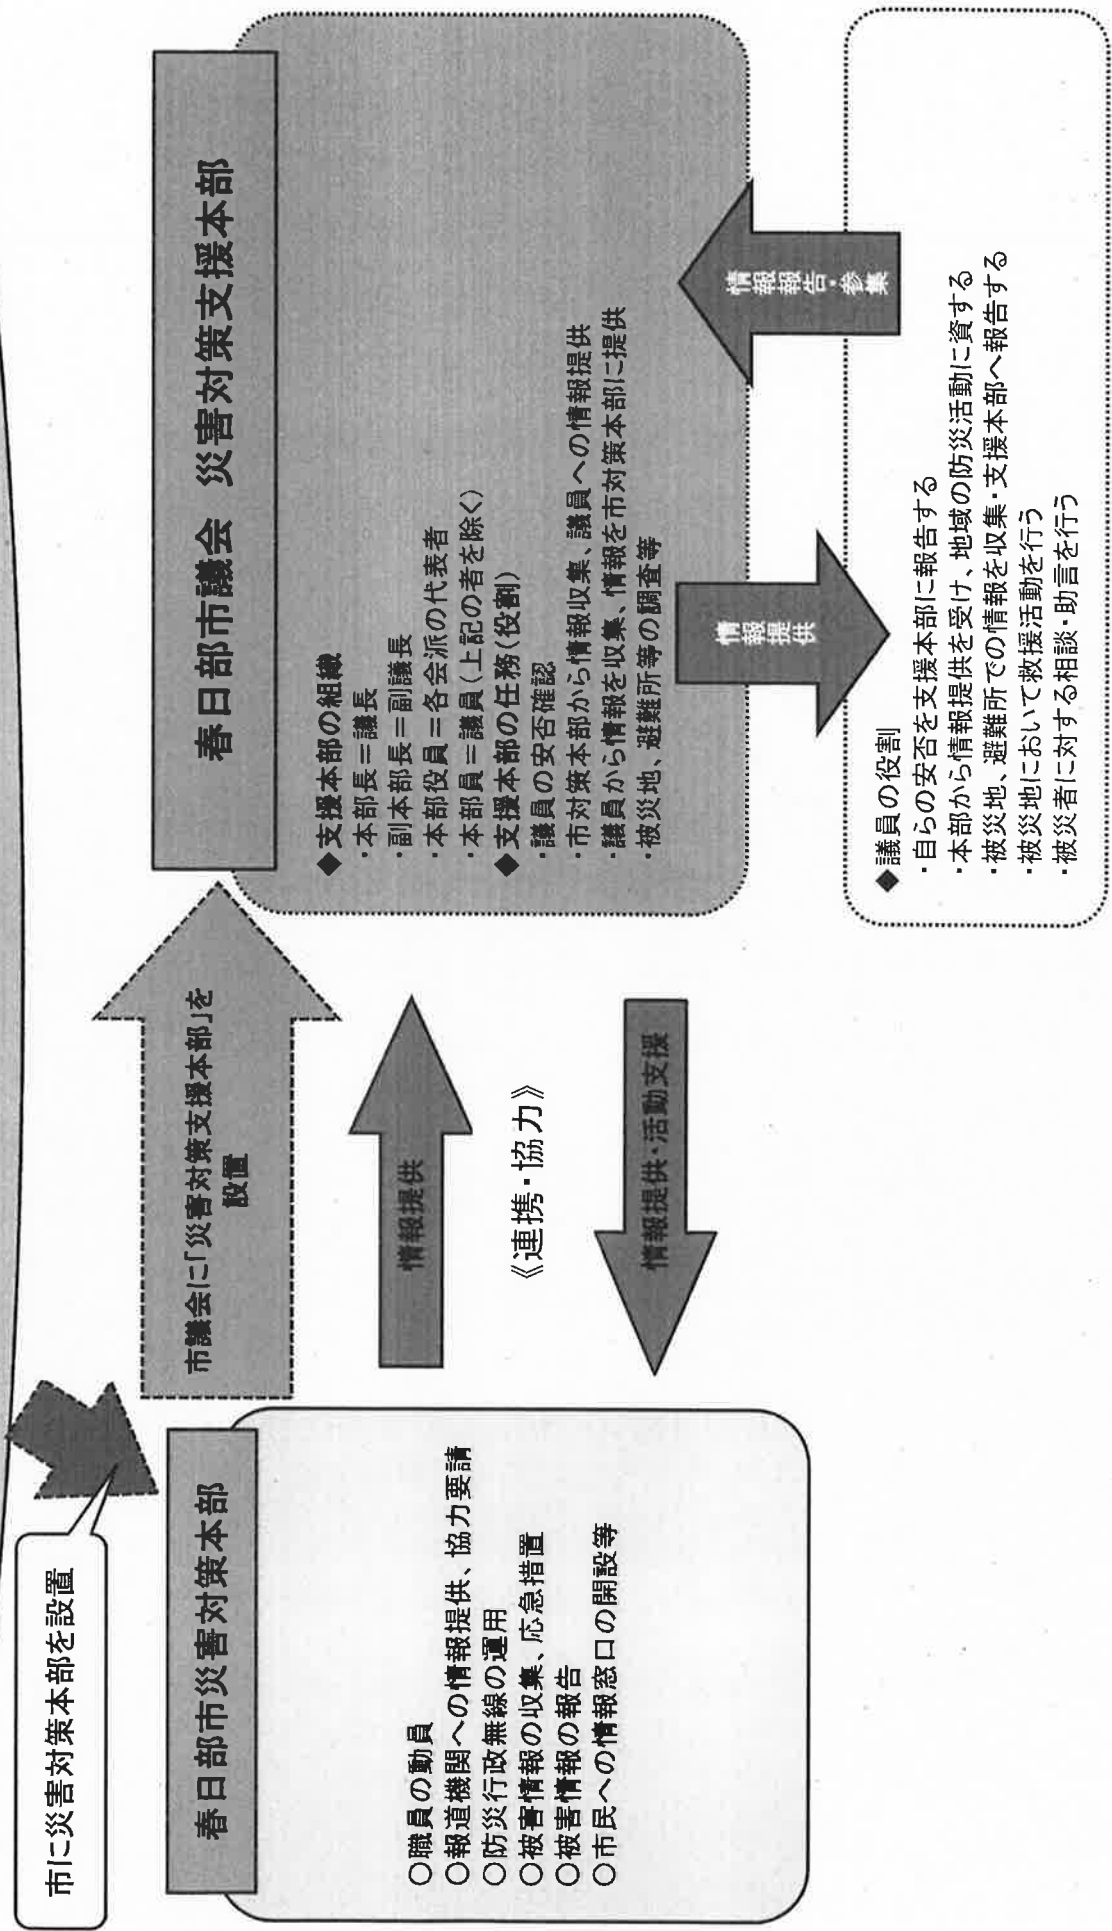 市に災害対策本部を設置
春日部市災害対策本部
○職員の動員
○報道機関への情報提供、協力要請
○防災行政無線の運用
○被害情報の収集、応急措置
○被害情報の報告
○市民への情報窓口の開設等
市議会に「災害対策支援本部」を
設置
情報提供
《連携・協力》
情報提供・活動支援
春日部市議会 災害対策支援本部
◆支援本部の組織
・本部長＝議長
・副本部長＝副議長
・本部役員＝各会派の代表者
・本部員＝議員(上記の者を除く)
◆支援本部の任務(役割)
・議員の安否確認
・市対策本部から情報収集、議員への情報提供
・議員から情報を収集、情報を市対策本部に提供
・被災地、避難所等の調査等
情報
提供
情報報告・参集
◆議員の役割
・自らの安否を支援本部に報告する
・本部から情報提供を受け、地域の防災活動に資する
・被災地、避難所での情報を収集・支援本部へ報告する
・被災地において救援活動を行う
・被災者に対する相談・助言を行う